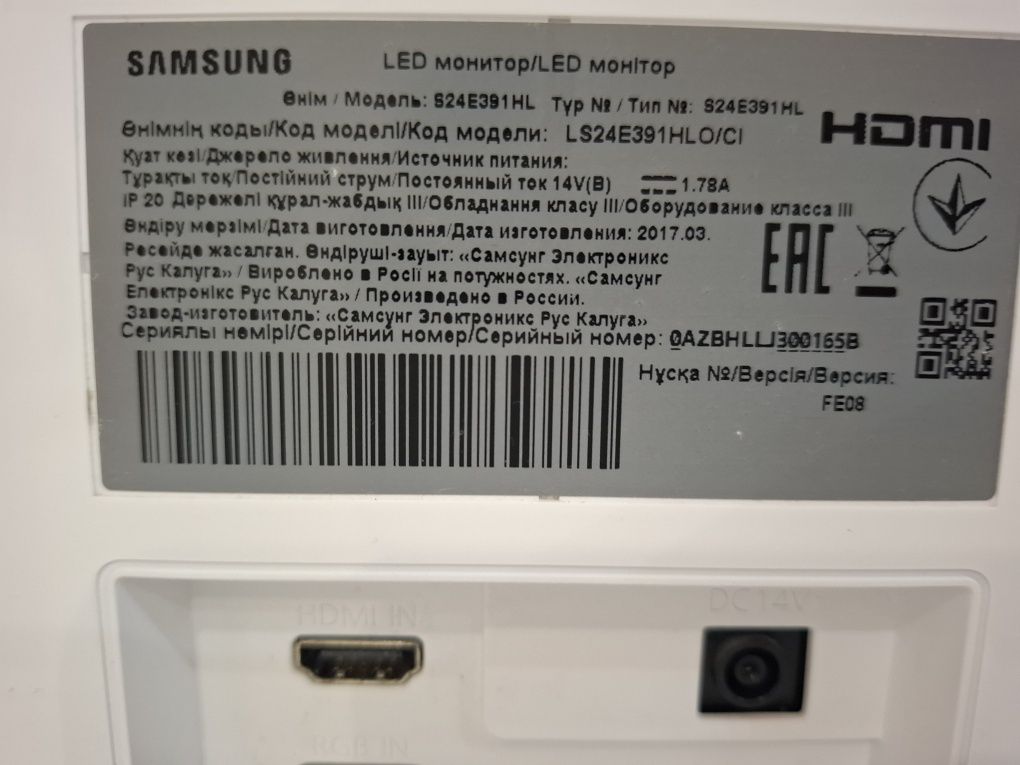 SAMSUNG
LED монитор/LED монітор
Өнім / Модель: S24E391HL Түр № / Тип №: S24E391HL
Өнімнің коды/Код моделі/Код модели: LS24E391HLO/CI
HDMI
Қуат көзі/Джерело живлення/Источник питания:
Тұрақты ток/Постійний струм/Постоянный ток 14V(В) 1.78A
IP 20 Дәрежелі құрал-жабдық III/Обладнання класу III/Оборудование класса III
Өндіру мерзімі/Дата виготовлення/Дата изготовления: 2017.03.
Ресейде жасалған. Өндіруші-зауыт: «Самсунг Электроникс
Рус Калуга» / Вироблено в Росії на потужностях. «Самсунг
Електронікс Рус Калуга» / Произведено в России.
Завод-изготовитель: «Самсунг Электроникс Рус Калуга»
EAC
Сериялы нөмірі/Серійний номер/Серийный номер: 0AZBHLLJ300165B
Нұсқа №/Версія/Версия:
FE08
HDMI IN
DC14V
RGB IN